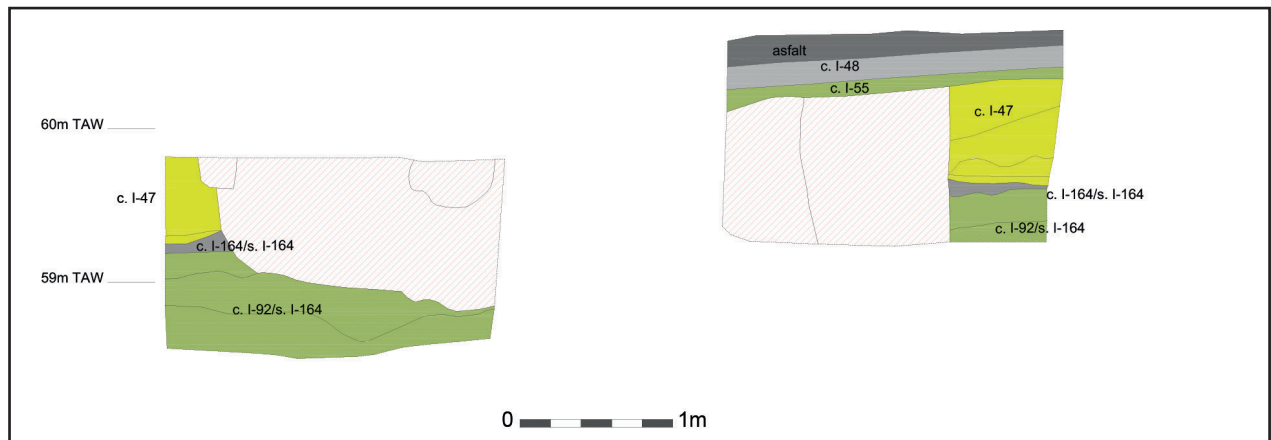 asfalt
c. I-48
c. I-55
60m TAW
c. I-47
c. I-47
c. I-164/s. I-164
c. I-92/s. I-164
c. I-164/s. I-164
59m TAW
c. I-92/s. I-164
0 1m